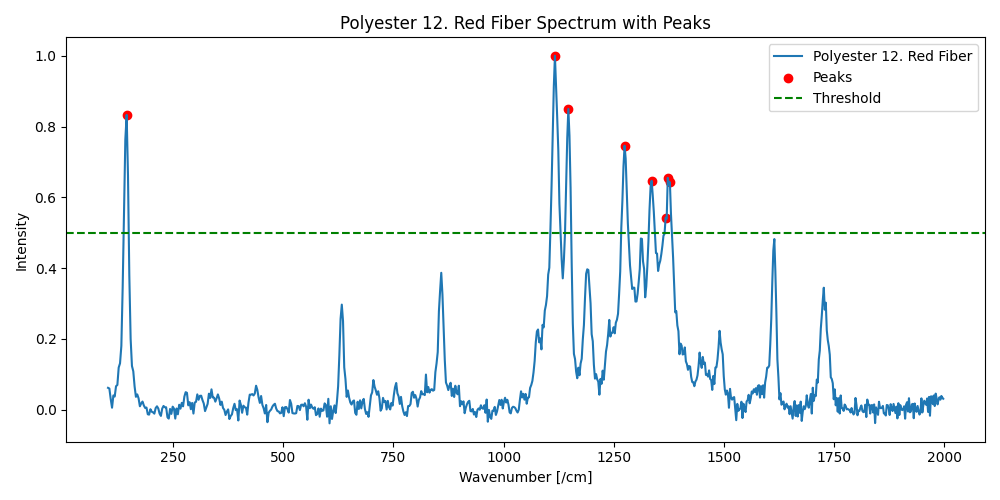 Polyester 12. Red Fiber Spectrum with Peaks
Polyester 12. Red Fiber
Peaks
Threshold
Intensity
1.0
0.8
0.6
0.4
0.2
0.0
250
500
750
1000
1250
1500
1750
2000
Wavenumber [/cm]